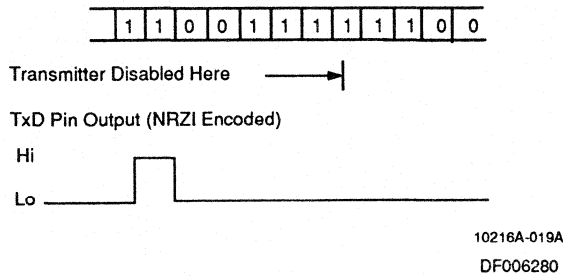 1 1 0 0 1 1 1 1 1 1 0 0
Transmitter Disabled Here
TxD Pin Output (NRZI Encoded)
Hi
Lo
10216A-019A
DF006280